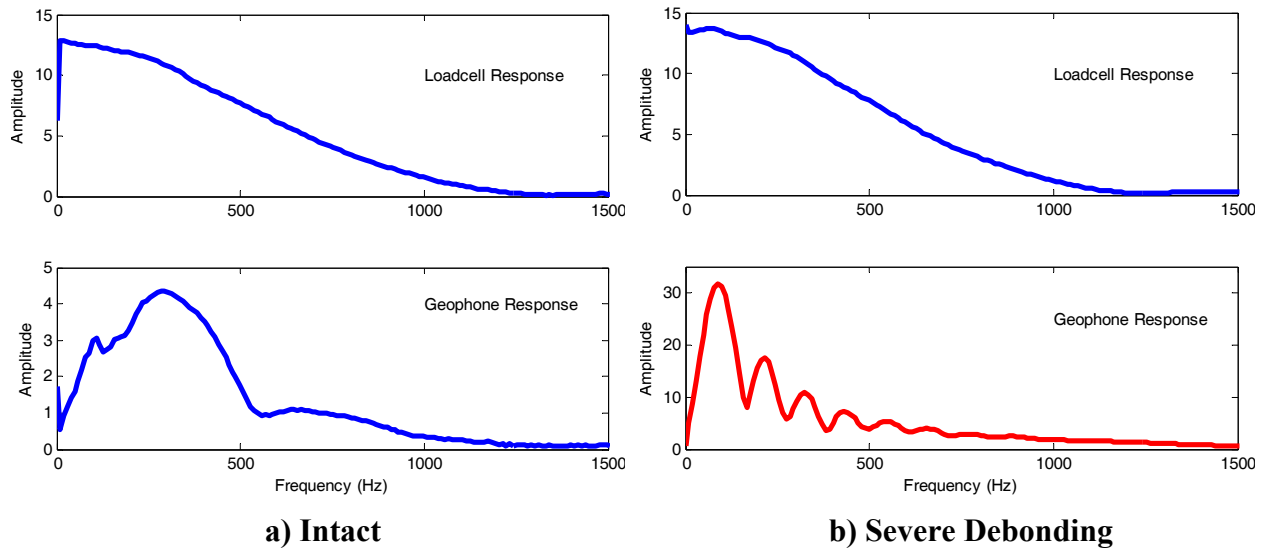 15
10
5
0
Amplitude
Loadcell Response
0
500
1000
1500
5
4
3
2
1
0
Amplitude
Geophone Response
0
500
1000
1500
Frequency (Hz)
a) Intact
15
10
5
0
Amplitude
Loadcell Response
0
500
1000
1500
30
20
10
0
Amplitude
Geophone Response
0
500
1000
1500
Frequency (Hz)
b) Severe Debonding